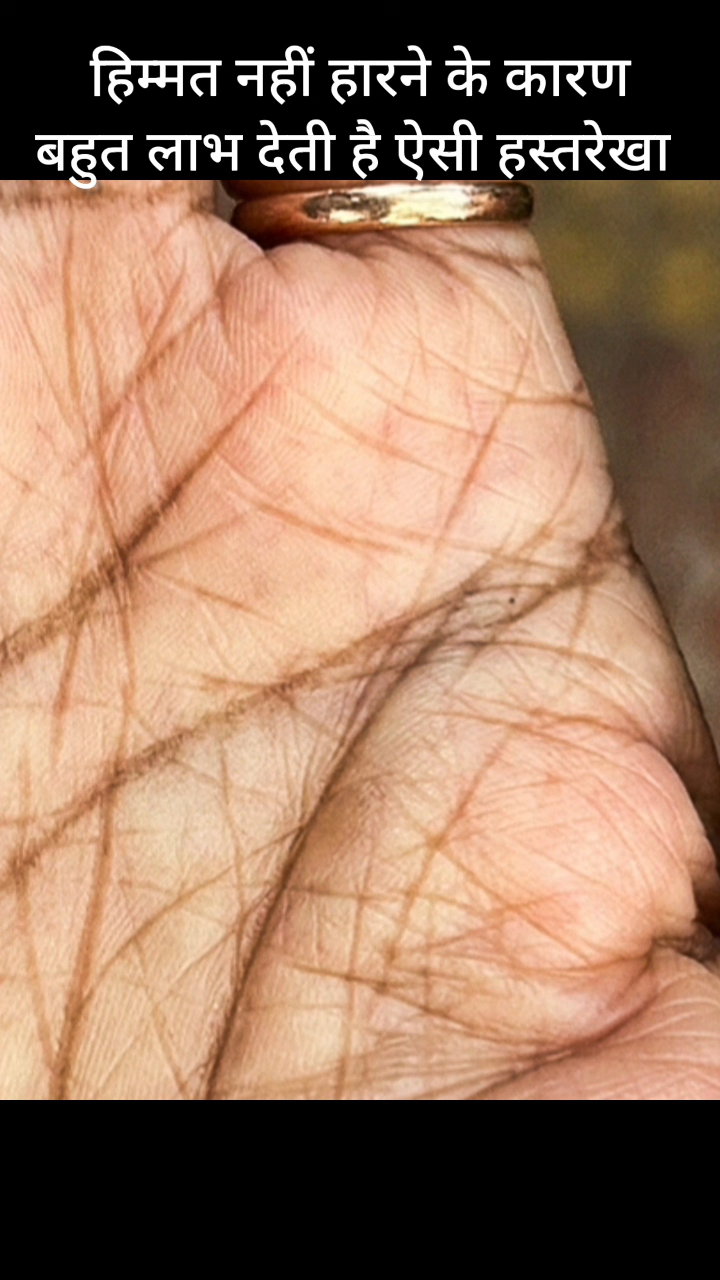 हिम्मत नहीं हारने के कारण
बहुत लाभ देती है ऐसी हस्तरेखा